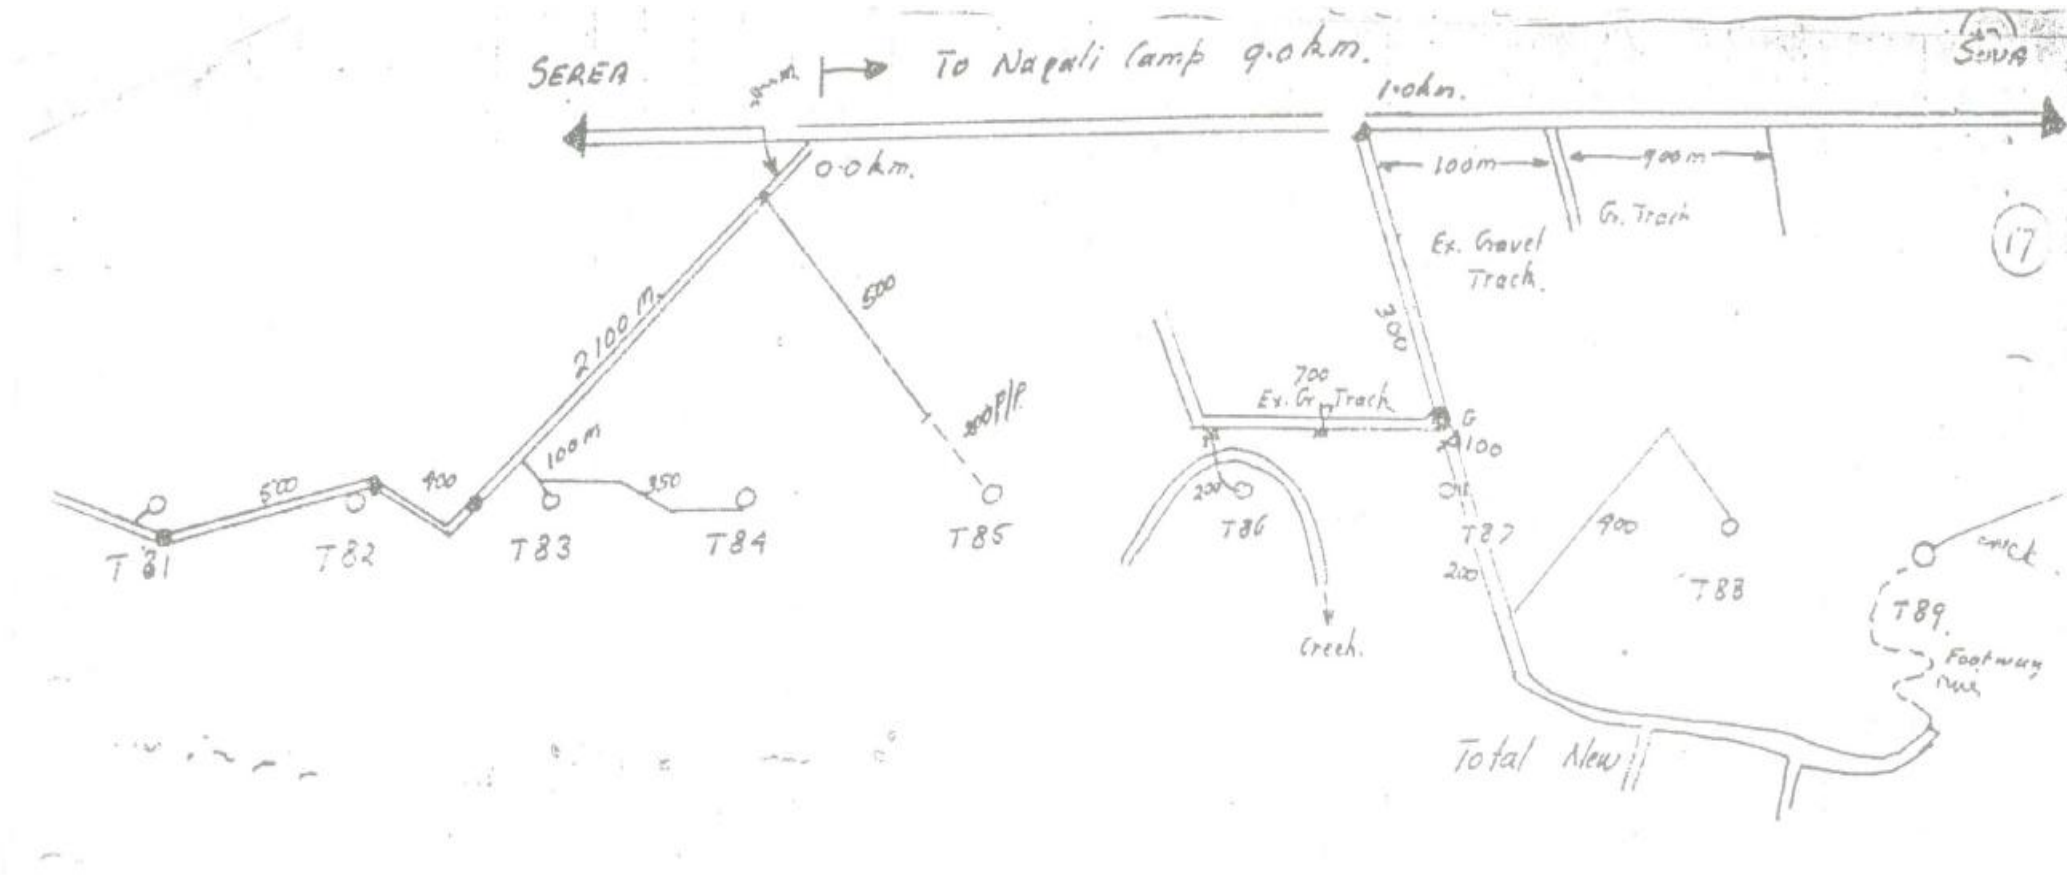 SEREA
To Naqali Camp 9.0km.
SUVA
1.0km.
0.0km.
100m
900m
Gr. Track
17
Ex. Gravel
Track.
2100 m
500
300
700
Ex. Gr. Track
G
100
P/P.
100m
500
400
350
200
T81
T82
T83
T84
T85
T86
T87
T88
T89.
200
900
Creek.
Footway
Total New